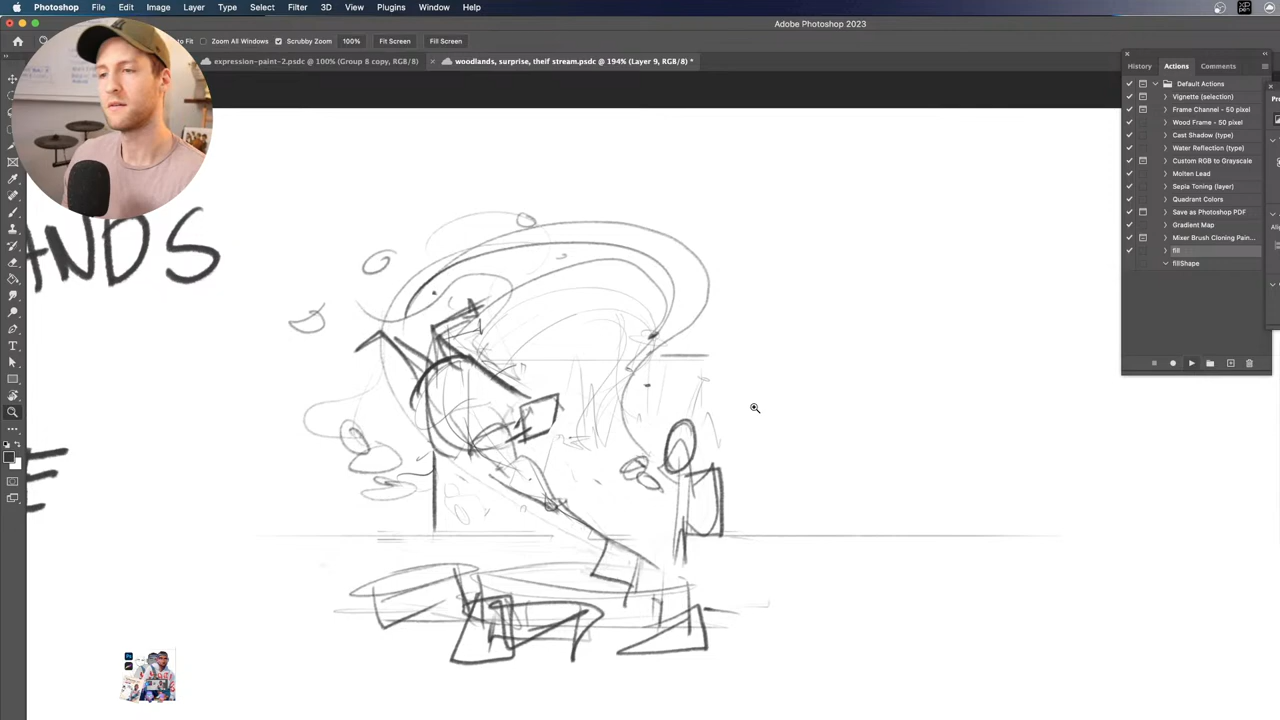 Photoshop File Edit Image Layer Type Select Filter 3D View Plugins Window Help
Adobe Photoshop 2023
to Fit Zoom All Windows Scrubby Zoom 100% Fit Screen Fill Screen
expression-paint-2.psdc @ 100% (Group 8 copy, RGB/8)
woodlands, surprise, theif stream.psdc @ 194% (Layer 9, RGB/8) *
History Actions Comments
Default Actions
Vignette (selection)
Frame Channel - 50 pixel
Wood Frame - 50 pixel
Cast Shadow (type)
Water Reflection (type)
Custom RGB to Grayscale
Molten Lead
Sepia Toning (layer)
Quadrant Colors
Save as Photoshop PDF
Gradient Map
Mixer Brush Cloning Pain...
fill
fillShape
ANDS
E